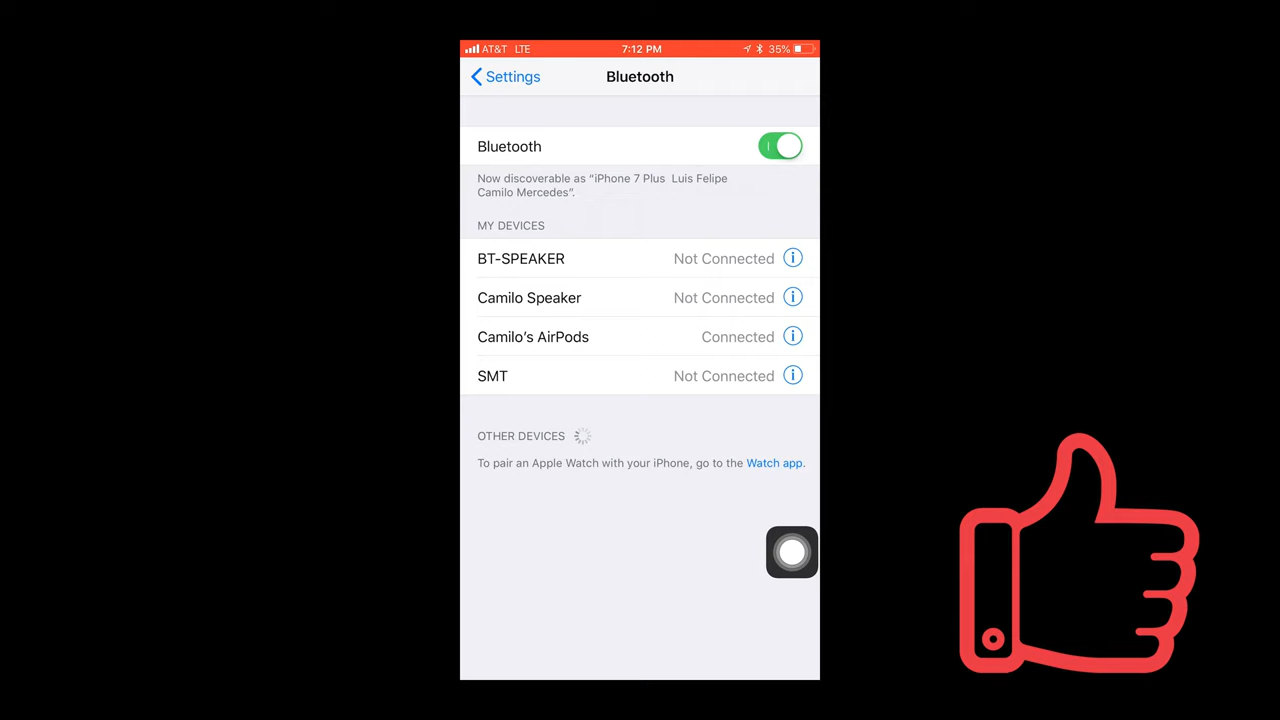 AT&T LTE 7:12 PM 35%
Settings Bluetooth
Bluetooth
Now discoverable as “iPhone 7 Plus  Luis Felipe
Camilo Mercedes”.
MY DEVICES
BT-SPEAKER Not Connected
Camilo Speaker Not Connected
Camilo’s AirPods Connected
SMT Not Connected
OTHER DEVICES
To pair an Apple Watch with your iPhone, go to the Watch app.